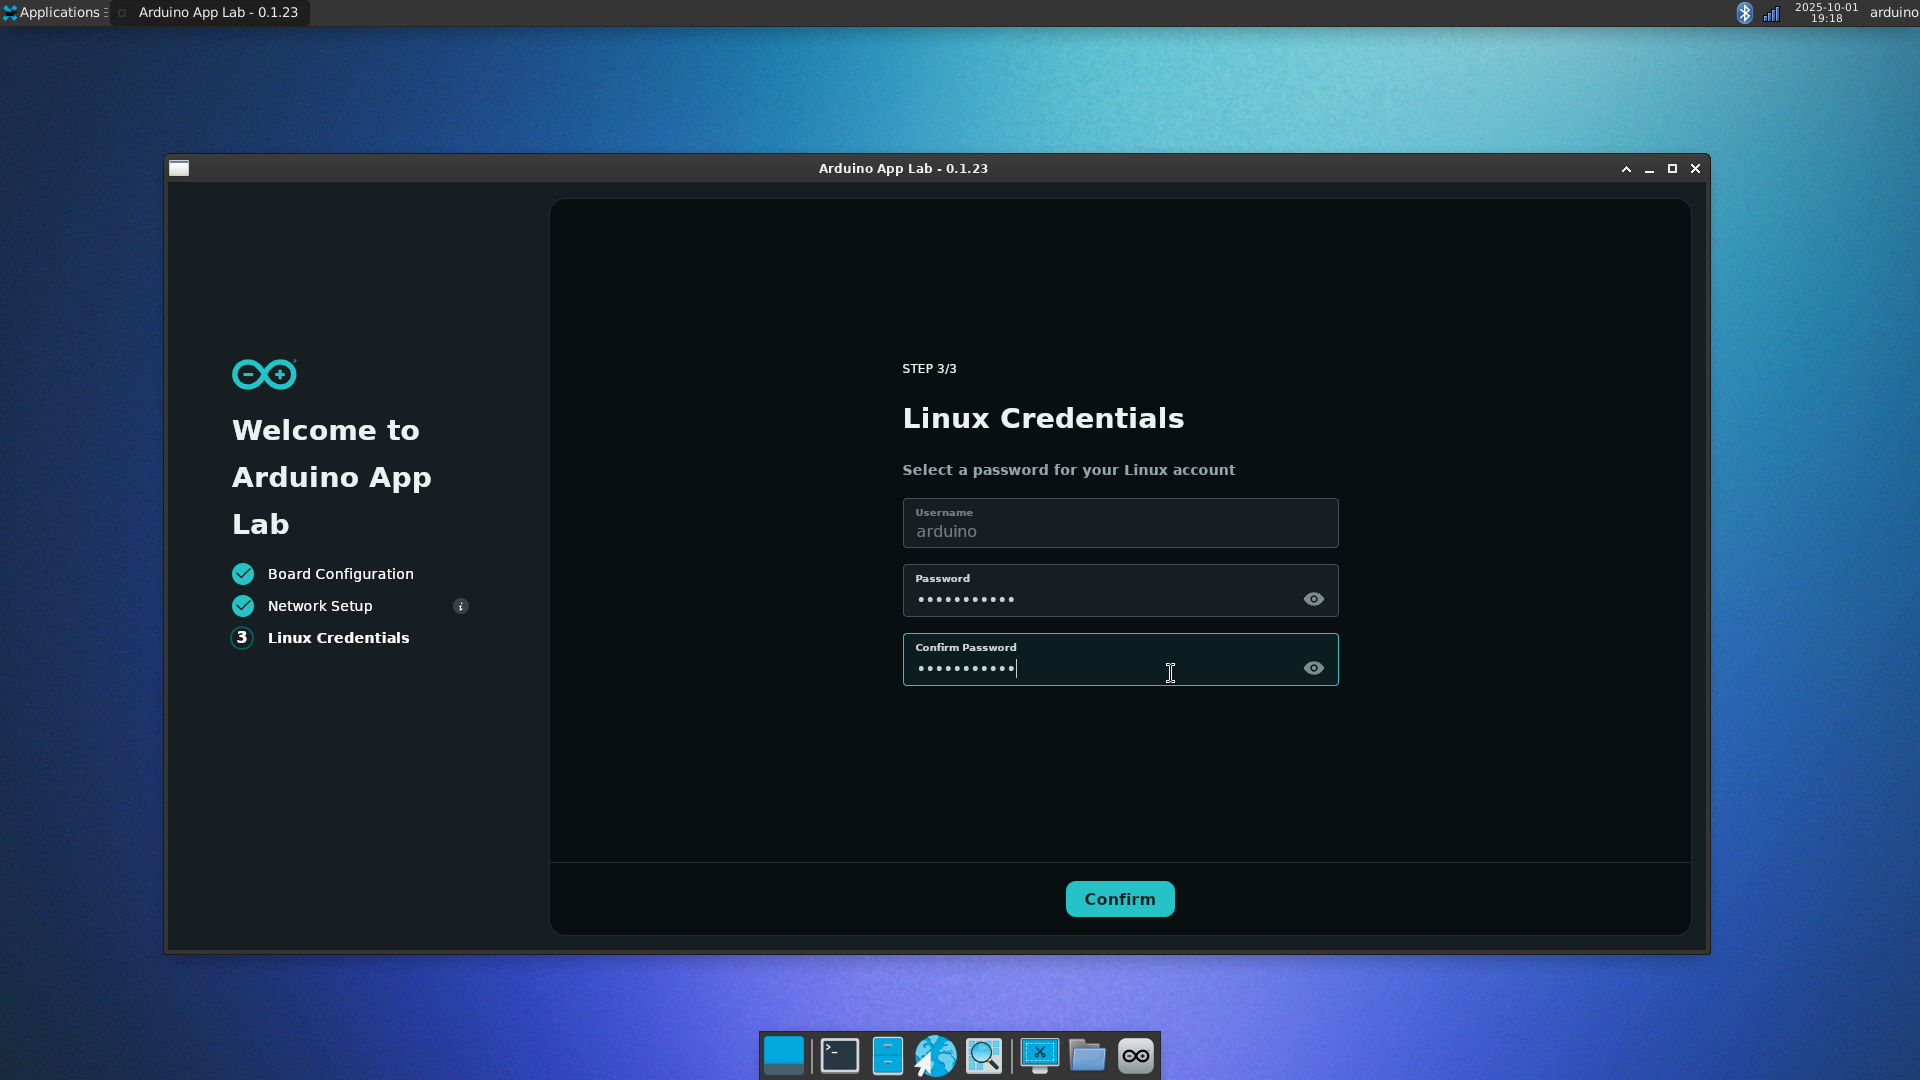 Applications
Arduino App Lab - 0.1.23
2025-10-01
19:18
arduino
Arduino App Lab - 0.1.23
Welcome to
Arduino App
Lab
Board Configuration
Network Setup
i
3
Linux Credentials
STEP 3/3
Linux Credentials
Select a password for your Linux account
Username
arduino
Password
•••••••••••
Confirm Password
•••••••••••
Confirm
>_